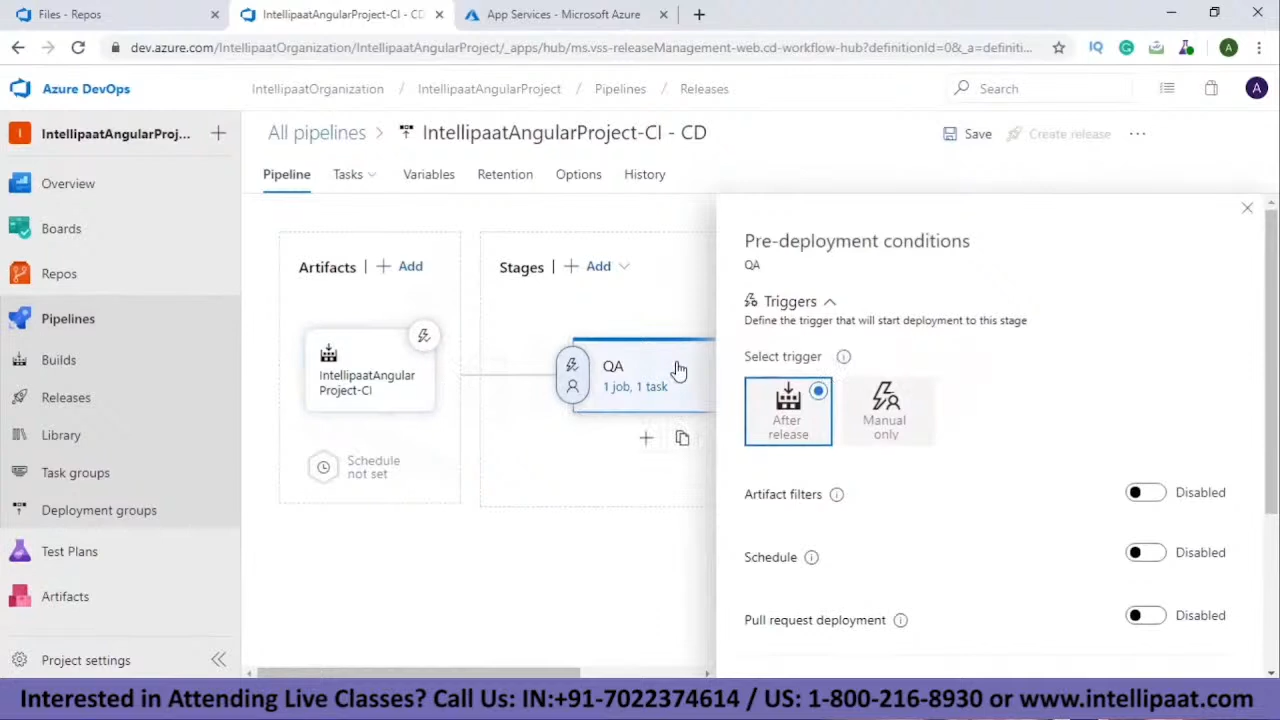 Files - Repos
IntellipaatAngularProject-CI - CD
App Services - Microsoft Azure
dev.azure.com/IntellipaatOrganization/IntellipaatAngularProject/_apps/hub/ms.vss-releaseManagement-web.cd-workflow-hub?definitionId=0&_a=definiti...
IQ
A
Azure DevOps
IntellipaatOrganization / IntellipaatAngularProject / Pipelines / Releases
Search
A
I
IntellipaatAngularProj...
All pipelines > IntellipaatAngularProject-CI - CD
Save
Create release
Overview
Boards
Repos
Pipelines
Builds
Releases
Library
Task groups
Deployment groups
Test Plans
Artifacts
Project settings
Pipeline
Tasks
Variables
Retention
Options
History
Artifacts | + Add
IntellipaatAngular
Project-CI
Schedule
not set
Stages | + Add
QA
1 job, 1 task
Pre-deployment conditions
QA
Triggers
Define the trigger that will start deployment to this stage
Select trigger
After
release
Manual
only
Artifact filters
Disabled
Schedule
Disabled
Pull request deployment
Disabled
Interested in Attending Live Classes? Call Us: IN:+91-7022374614 / US: 1-800-216-8930 or www.intellipaat.com